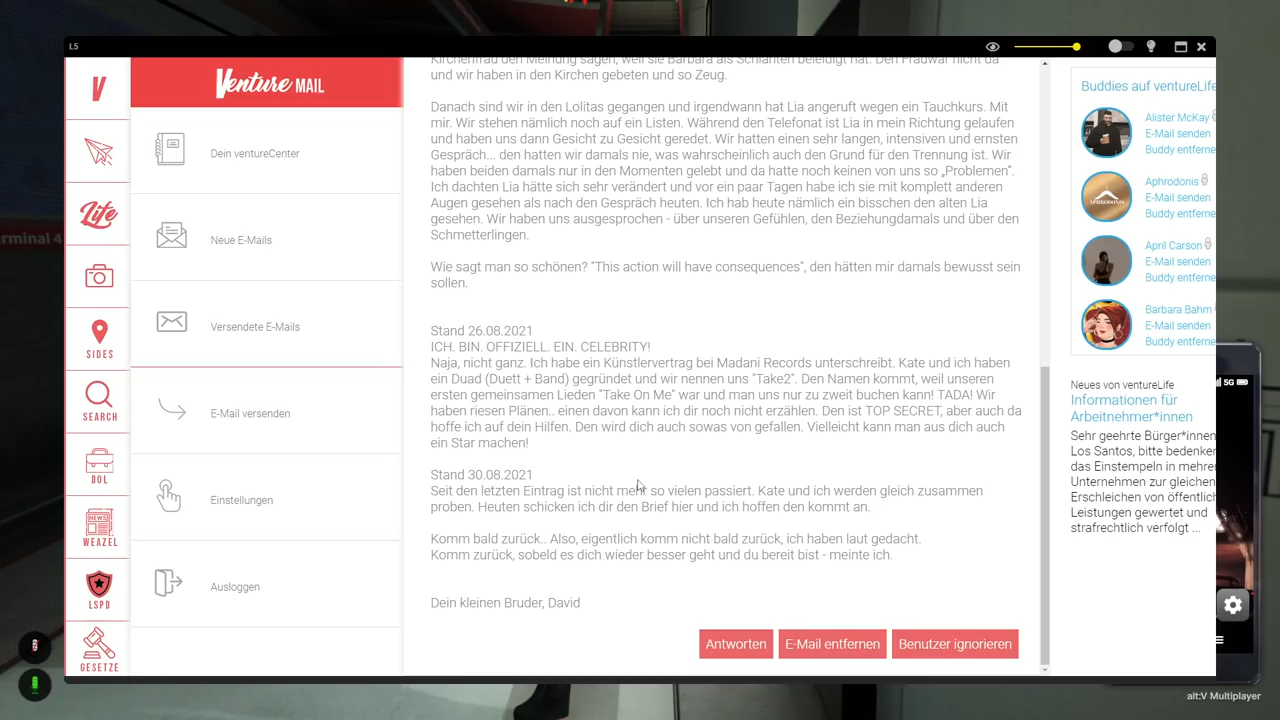 L5
V
Venture MAIL
Life
SIDES
SEARCH
DOL
NEWS
WEAZEL
LSPD
GESETZE
Dein ventureCenter
Neue E-Mails
Versendete E-Mails
E-Mail versenden
Einstellungen
Ausloggen
und wir haben in den Kirchen gebeten und so Zeug.
Danach sind wir in den Lolitas gegangen und irgendwann hat Lia angeruft wegen ein Tauchkurs. Mit
mir. Wir stehen nämlich noch auf ein Listen. Während den Telefonat ist Lia in mein Richtung gelaufen
und haben uns dann Gesicht zu Gesicht geredet. Wir hatten einen sehr langen, intensiven und ernsten
Gespräch... den hatten wir damals nie, was wahrscheinlich auch den Grund für den Trennung ist. Wir
haben beiden damals nur in den Momenten gelebt und da hatte noch keinen von uns so „Problemen“.
Ich den Lia hätte sich sehr verändert und vor ein paar Tagen habe ich sie mit komplett anderen
Augen gesehen als nach den Gespräch heuten. Ich hab heute nämlich ein bisschen den alten Lia
gesehen. Wir haben uns ausgesprochen - über unseren Gefühlen, den Beziehungdamals und über den
Schmetterlingen.
Wie sagt man so schönen? "This action will have consequences", den hätten mir damals bewusst sein
sollen.
Stand 26.08.2021
ICH. BIN. OFFIZIELL. EIN. CELEBRITY!
Naja, nicht ganz. Ich habe ein Künstlervertrag bei Madani Records unterschreibt. Kate und ich haben
ein Duad (Duett + Band) gegründet und wir nennen uns "Take2". Den Namen kommt, weil unseren
ersten gemeinsamen Lieden "Take On Me" war und man uns nur zu zweit buchen kann! TADA! Wir
haben riesen Plänen.. einen davon kann ich dir noch nicht erzählen. Den ist TOP SECRET, aber auch da
hoffe ich auf dein Hilfen. Den wird dich auch sowas von gefallen. Vielleicht kann man aus dich auch
ein Star machen!
Stand 30.08.2021
Seit den letzten Eintrag ist nicht mehr so vielen passiert. Kate und ich werden gleich zusammen
proben. Heuten schicken ich dir den Brief hier und ich hoffen den kommt an.
Komm bald zurück.. Also, eigentlich komm nicht bald zurück, ich haben laut gedacht.
Komm zurück, sobeld es dich wieder besser geht und du bereit bist - meinte ich.
Dein kleinen Bruder, David
Antworten
E-Mail entfernen
Benutzer ignorieren
Buddies auf ventureLife
Alister McKay
E-Mail senden
Buddy entferne
Aphrodonis
E-Mail senden
Buddy entferne
April Carson
E-Mail senden
Buddy entferne
Barbara Bahm
E-Mail senden
Buddy entferne
Neues von ventureLife
Informationen für
Arbeitnehmer*innen
Sehr geehrte Bürger*innen
Los Santos, bitte bedenken
das Einstempeln in mehre
Unternehmen zur gleichen
Erschleichen von öffentlich
Leistungen gewertet und
strafrechtlich verfolgt ...
5G
rminal 4
alt:V Multiplayer